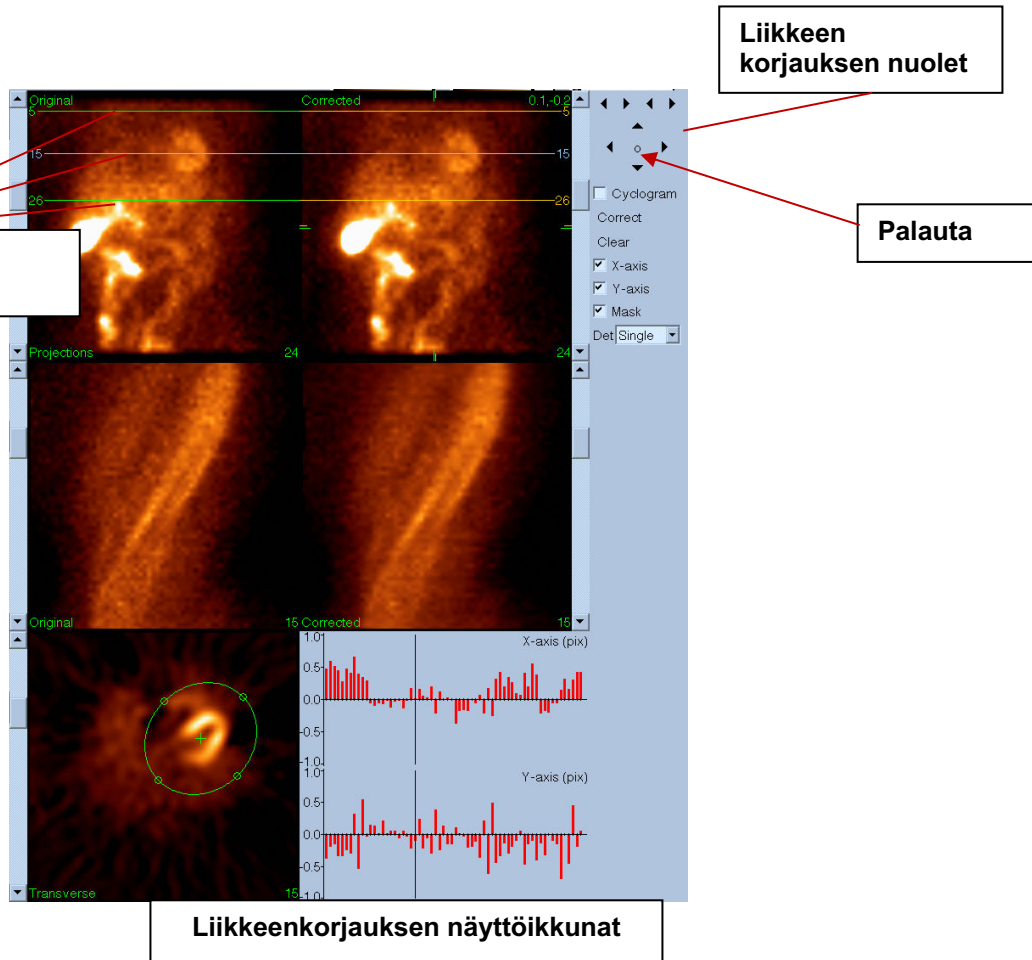 Liikkeen
korjauksen nuolet
Original
Corrected
0.1,-0.2
5
5
15
15
26
26
Cyclogram
Correct
Clear
X-axis
Y-axis
Mask
Det Single
Palauta
Projections
24
24
Original
15
Corrected
15
1.0
X-axis (pix)
0.5
0.0
-0.5
-1.0
1.0
Y-axis (pix)
0.5
0.0
-0.5
-1.0
Transverse
15
Liikkeenkorjauksen näyttöikkunat